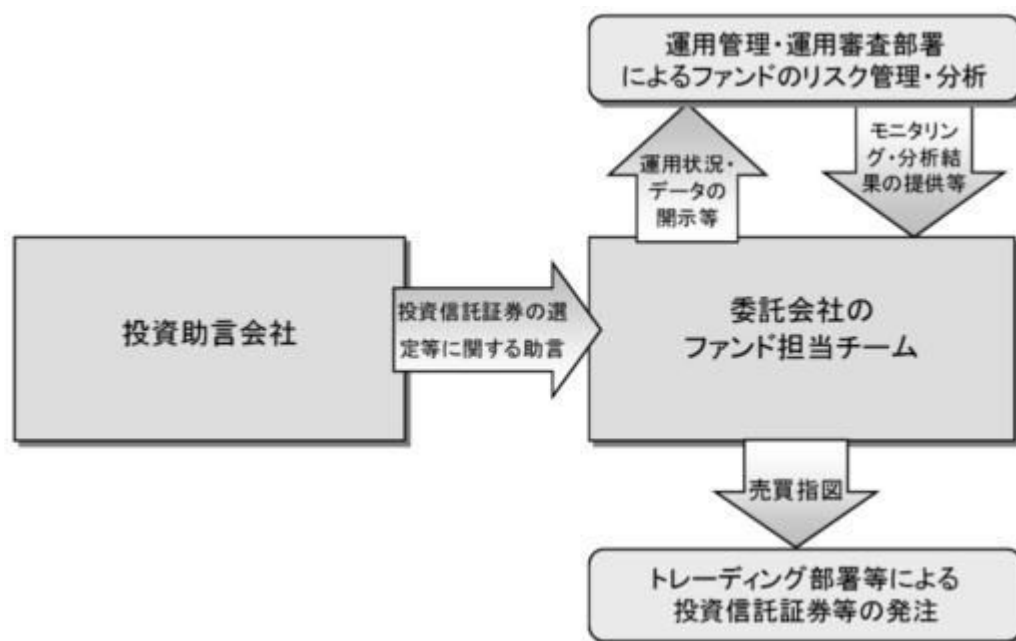 運用管理・運用審査部署
によるファンドのリスク管理・分析
運用状況・
データの
開示等
モニタリン
グ・分析結
果の提供等
投資助言会社
投資信託証券の選
定等に関する助言
委託会社の
ファンド担当チーム
売買指図
トレーディング部署等による
投資信託証券等の発注